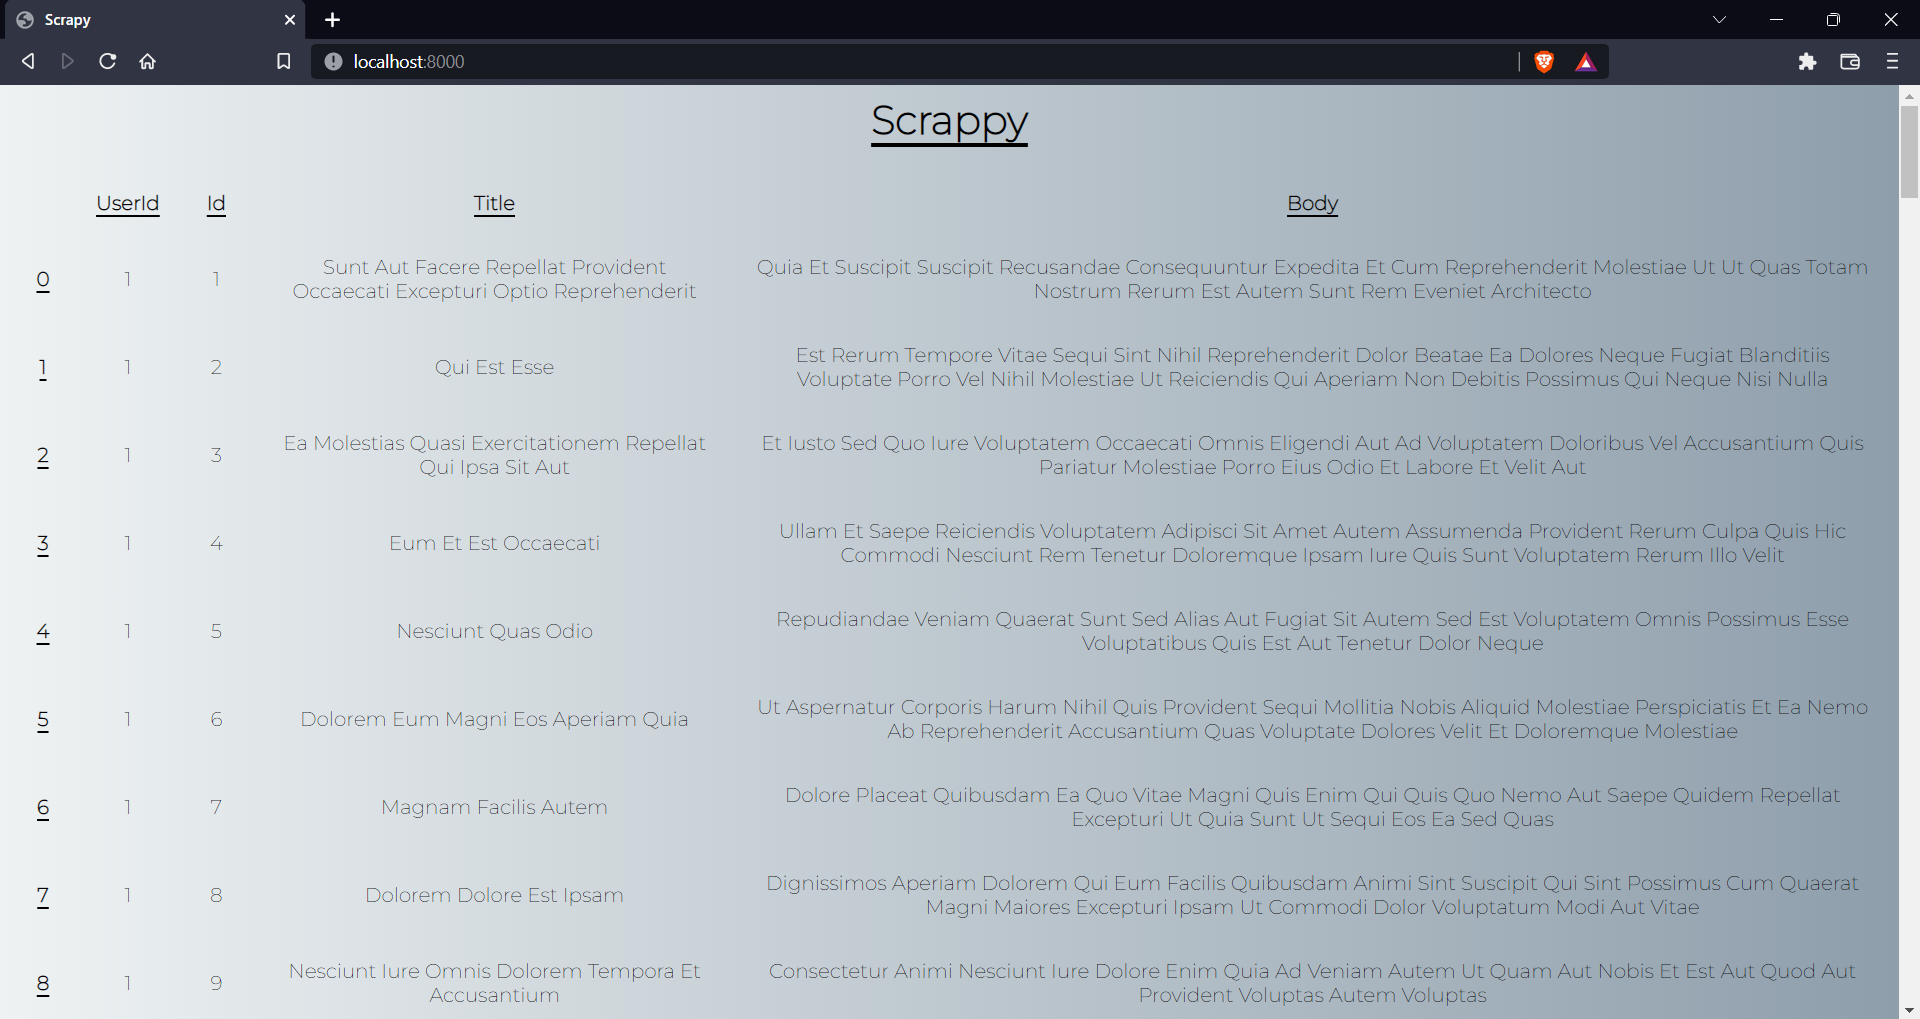 Scrapy
localhost:8000
Scrappy
UserId Id Title Body
0 1 1 Sunt Aut Facere Repellat Provident
Occaecati Excepturi Optio Reprehenderit
Quia Et Suscipit Suscipit Recusandae Consequuntur Expedita Et Cum Reprehenderit Molestiae Ut Ut Quas Totam
Nostrum Rerum Est Autem Sunt Rem Eveniet Architecto
1 1 2 Qui Est Esse
Est Rerum Tempore Vitae Sequi Sint Nihil Reprehenderit Dolor Beatae Ea Dolores Neque Fugiat Blanditiis
Voluptate Porro Vel Nihil Molestiae Ut Reiciendis Qui Aperiam Non Debitis Possimus Qui Neque Nisi Nulla
2 1 3 Ea Molestias Quasi Exercitationem Repellat
Qui Ipsa Sit Aut
Et Iusto Sed Quo Iure Voluptatem Occaecati Omnis Eligendi Aut Ad Voluptatem Doloribus Vel Accusantium Quis
Pariatur Molestiae Porro Eius Odio Et Labore Et Velit Aut
3 1 4 Eum Et Est Occaecati
Ullam Et Saepe Reiciendis Voluptatem Adipisci Sit Amet Autem Assumenda Provident Rerum Culpa Quis Hic
Commodi Nesciunt Rem Tenetur Doloremque Ipsam Iure Quis Sunt Voluptatem Rerum Illo Velit
4 1 5 Nesciunt Quas Odio
Repudiandae Veniam Quaerat Sunt Sed Alias Aut Fugiat Sit Autem Sed Est Voluptatem Omnis Possimus Esse
Voluptatibus Quis Est Aut Tenetur Dolor Neque
5 1 6 Dolorem Eum Magni Eos Aperiam Quia
Ut Aspernatur Corporis Harum Nihil Quis Provident Sequi Mollitia Nobis Aliquid Molestiae Perspiciatis Et Ea Nemo
Ab Reprehenderit Accusantium Quas Voluptate Dolores Velit Et Doloremque Molestiae
6 1 7 Magnam Facilis Autem
Dolore Placeat Quibusdam Ea Quo Vitae Magni Quis Enim Qui Quis Quo Nemo Aut Saepe Quidem Repellat
Excepturi Ut Quia Sunt Ut Sequi Eos Ea Sed Quas
7 1 8 Dolorem Dolore Est Ipsam
Dignissimos Aperiam Dolorem Qui Eum Facilis Quibusdam Animi Sint Suscipit Qui Sint Possimus Cum Quaerat
Magni Maiores Excepturi Ipsam Ut Commodi Dolor Voluptatum Modi Aut Vitae
8 1 9 Nesciunt Iure Omnis Dolorem Tempora Et
Accusantium
Consectetur Animi Nesciunt Iure Dolore Enim Quia Ad Veniam Autem Ut Quam Aut Nobis Et Est Aut Quod Aut
Provident Voluptas Autem Voluptas